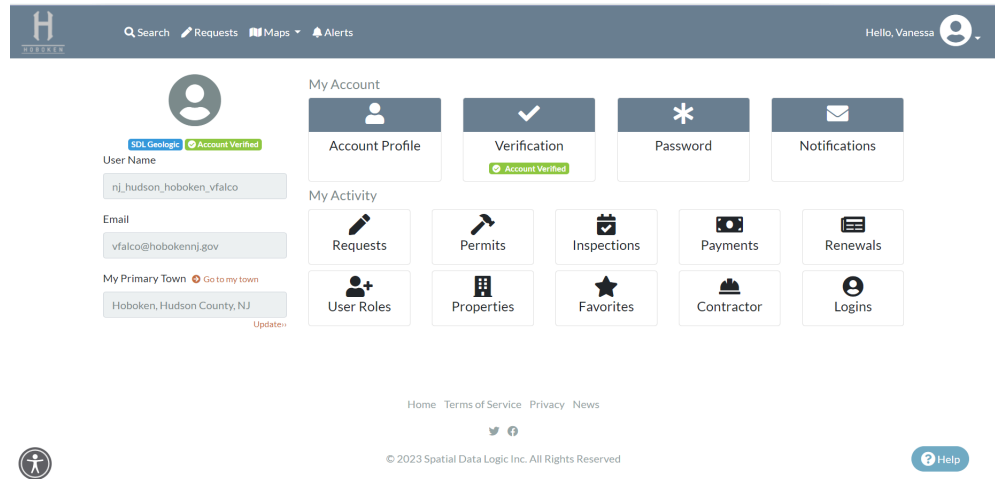 H
HOBOKEN
Search Requests Maps Alerts
Hello, Vanessa
SDL Geologic Account Verified
User Name
nj_hudson_hoboken_vfalco
Email
vfalco@hobokennj.gov
My Primary Town Go to my town
Hoboken, Hudson County, NJ
Update››
My Account
Account Profile
Verification
Account Verified
Password
Notifications
My Activity
Requests
Permits
Inspections
Payments
Renewals
User Roles
Properties
Favorites
Contractor
Logins
Home Terms of Service Privacy News
© 2023 Spatial Data Logic Inc. All Rights Reserved
? Help